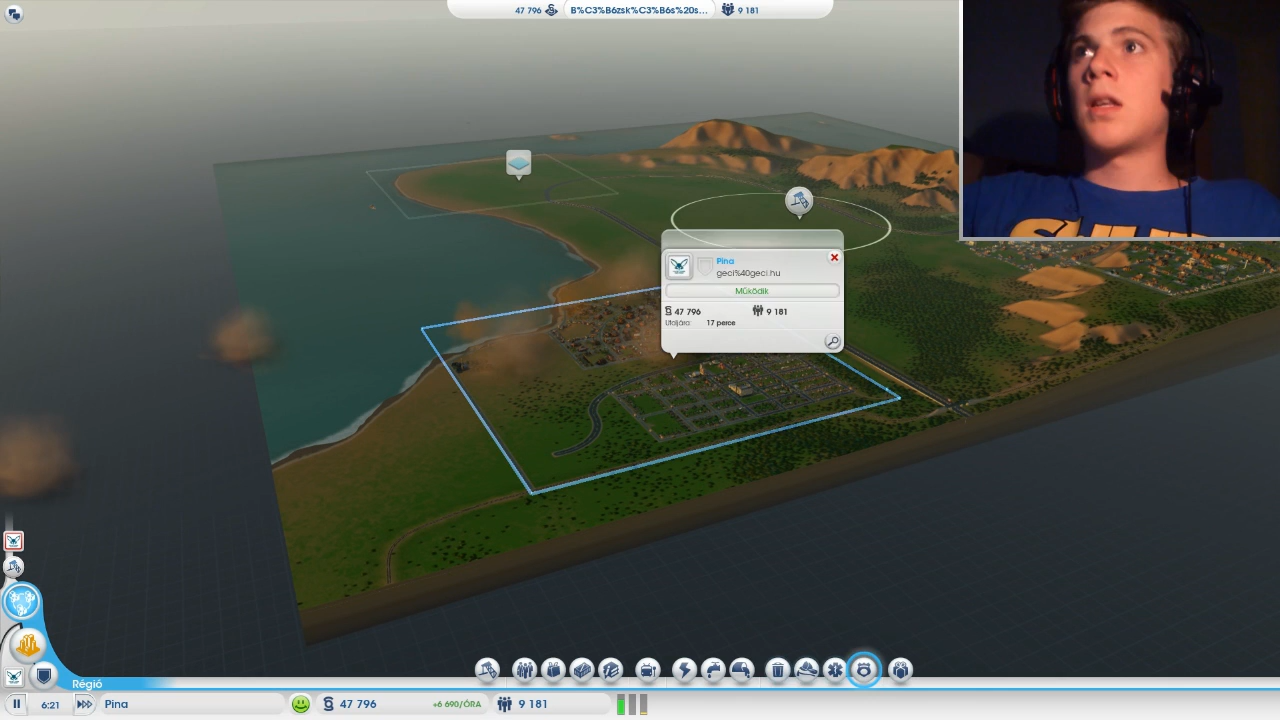 47 796
B%C3%B6zsk%C3%B6s%20s...
9 181
Pina
geci%40geci.hu
Működik
47 796
9 181
Utoljára:
17 perce
Régió
6:21
Pina
47 796
+6 690/ÓRA
9 181